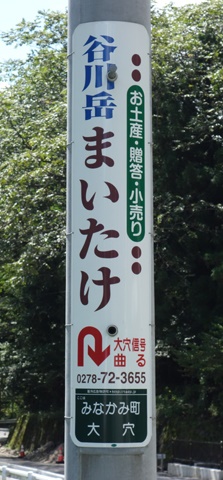 谷川岳
まいたけ
お土産・贈答・小売り
大穴信号
曲る
0278-72-3655
みなかみ町
大穴